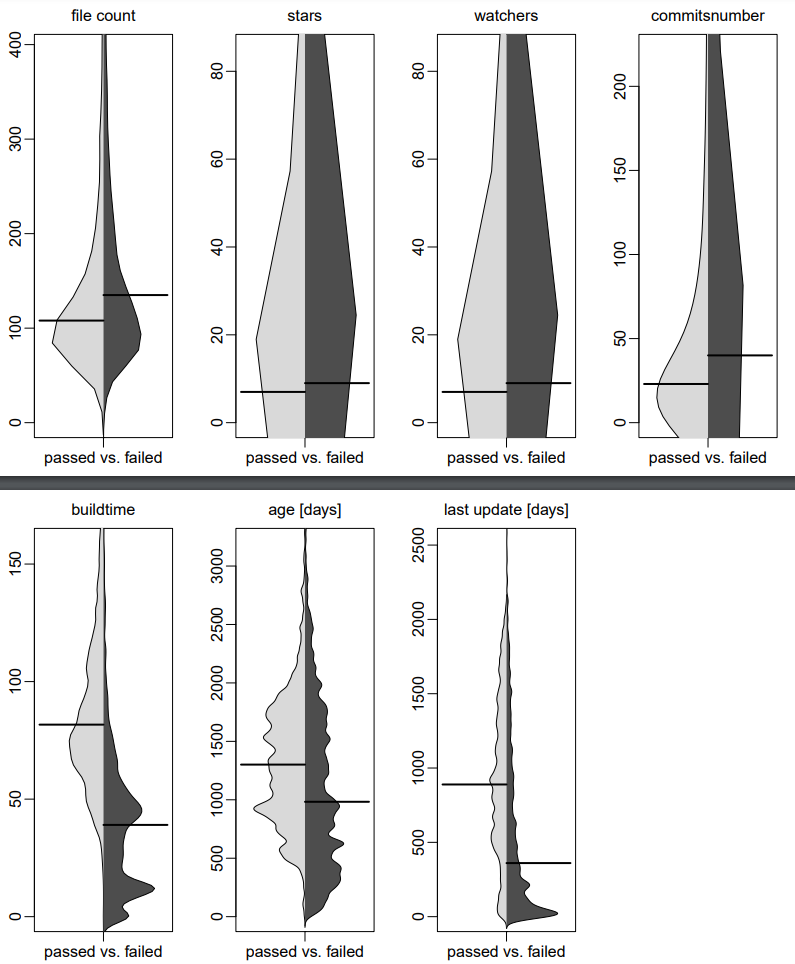 file count
stars
watchers
commitsnumber
400
300
200
100
0
80
60
40
20
0
80
60
40
20
0
200
150
100
50
0
passed vs. failed
passed vs. failed
passed vs. failed
passed vs. failed
buildtime
age [days]
last update [days]
150
100
50
0
3000
2500
2000
1500
1000
500
0
2500
2000
1500
1000
500
0
passed vs. failed
passed vs. failed
passed vs. failed